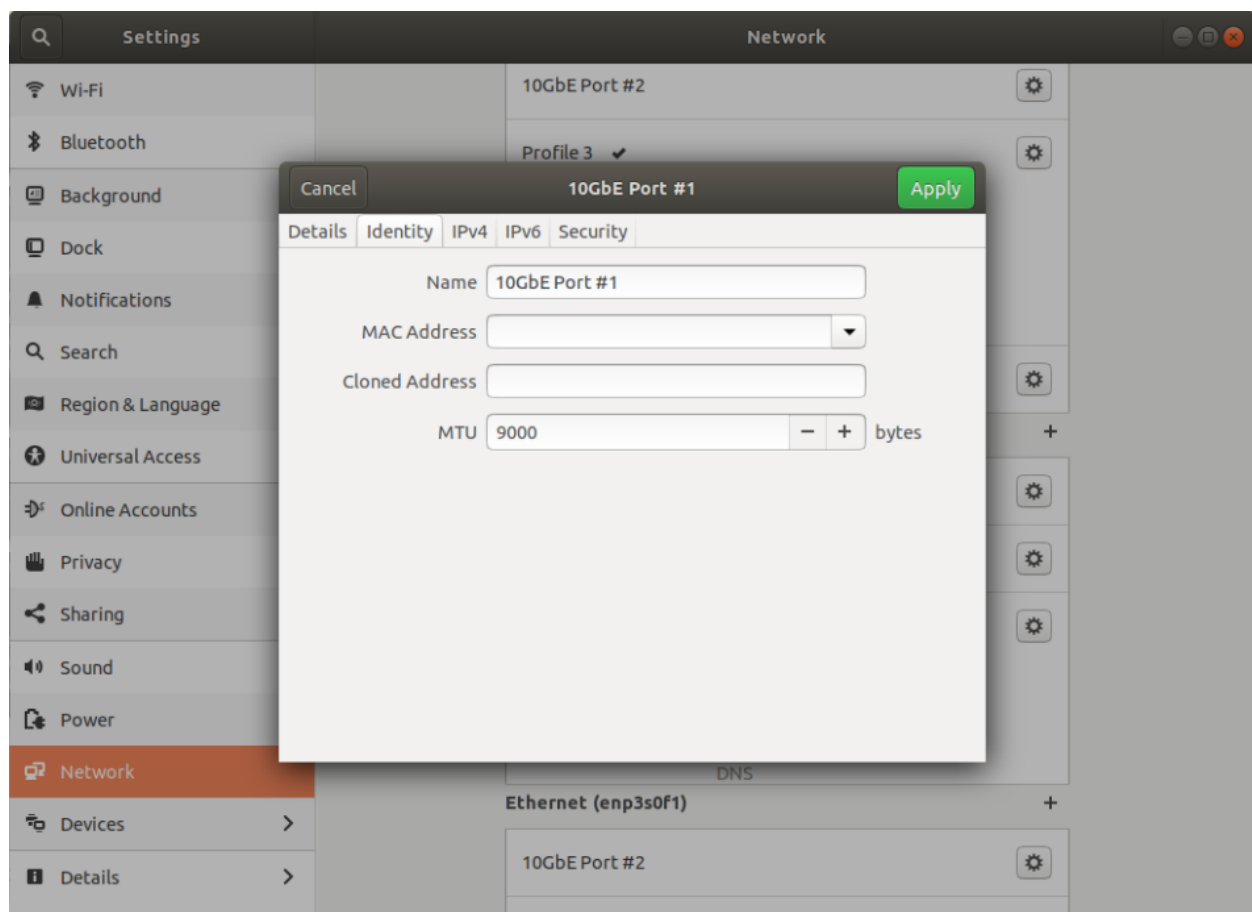 Settings
Network
Wi-Fi
Bluetooth
Background
Dock
Notifications
Search
Region & Language
Universal Access
Online Accounts
Privacy
Sharing
Sound
Power
Network
Devices
Details
10GbE Port #2
Profile 3
Cancel
10GbE Port #1
Apply
Details Identity IPv4 IPv6 Security
Name 10GbE Port #1
MAC Address
Cloned Address
MTU 9000 − + bytes
+
DNS
Ethernet (enp3s0f1) +
10GbE Port #2